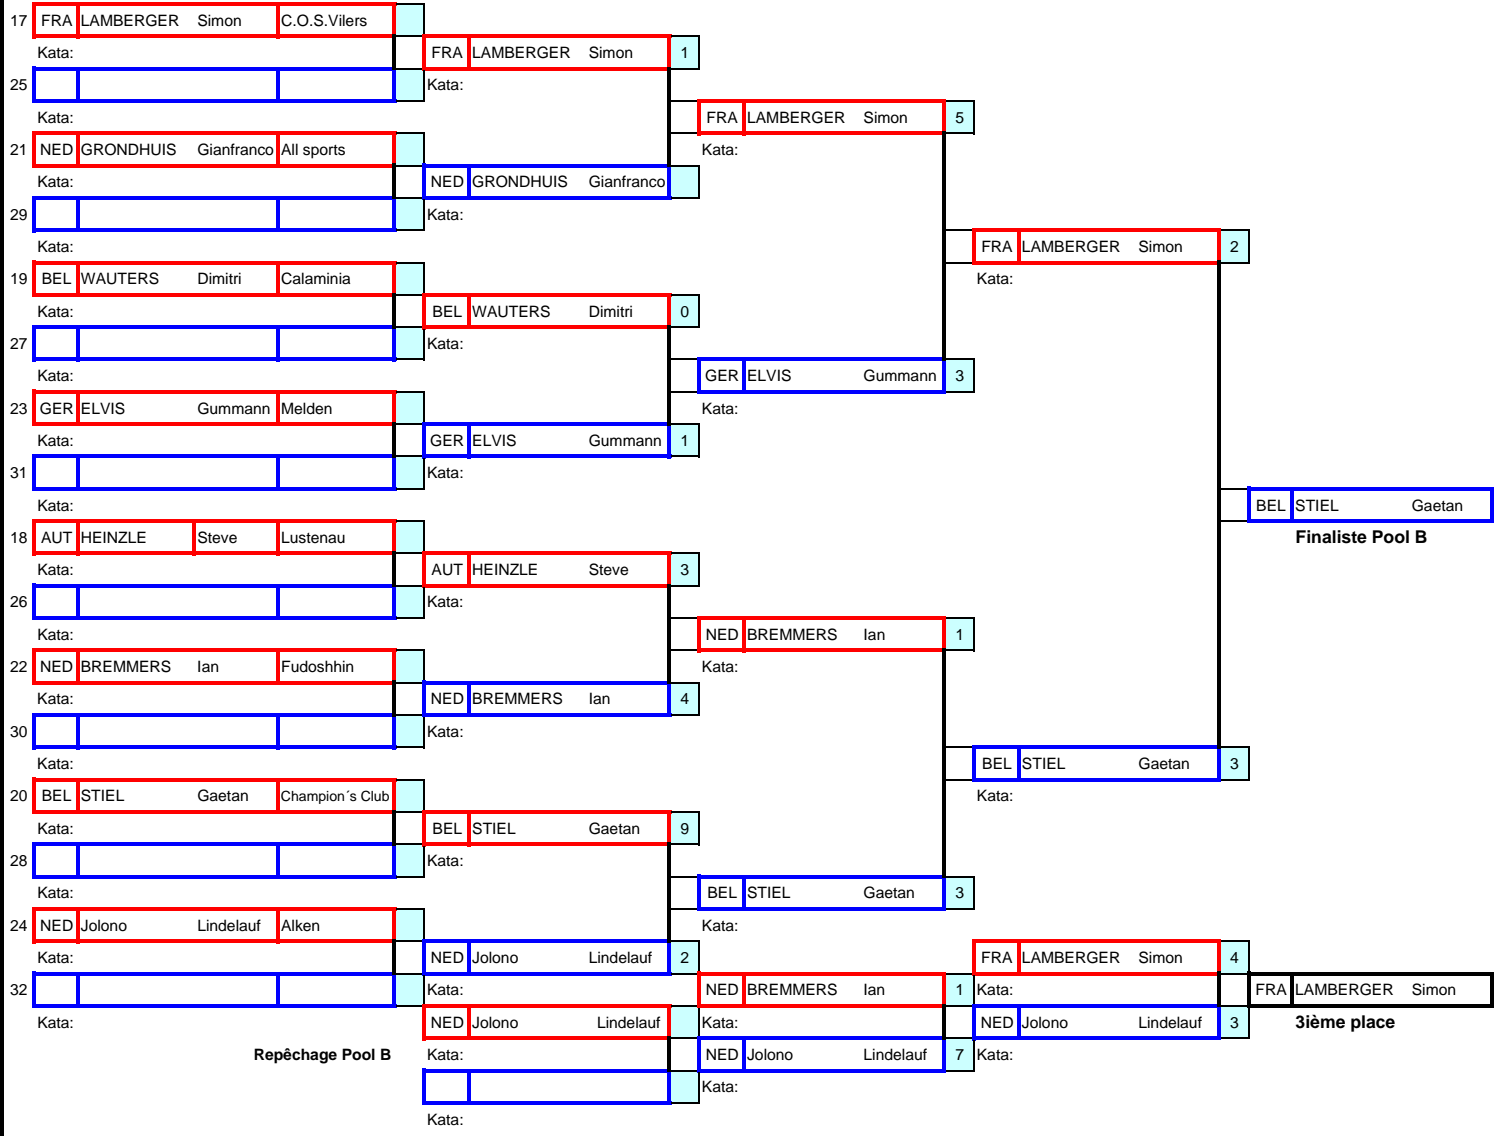 17 FRA LAMBERGER Simon C.O.S.Vilers
Kata: FRA LAMBERGER Simon 1
25 Kata:
Kata: FRA LAMBERGER Simon 5
21 NED GRONDHUIS Gianfranco All sports Kata:
Kata: NED GRONDHUIS Gianfranco
29 Kata:
Kata: FRA LAMBERGER Simon 2
19 BEL WAUTERS Dimitri Calaminia Kata:
Kata: BEL WAUTERS Dimitri 0
27 Kata:
Kata: GER ELVIS Gummann 3
23 GER ELVIS Gummann Melden Kata:
Kata: GER ELVIS Gummann 1
31 Kata:
Kata: BEL STIEL Gaetan
18 AUT HEINZLE Steve Lustenau Finaliste Pool B
Kata: AUT HEINZLE Steve 3
26 Kata:
Kata: NED BREMMERS Ian 1
22 NED BREMMERS Ian Fudoshhin Kata:
Kata: NED BREMMERS Ian 4
30 Kata:
Kata: BEL STIEL Gaetan 3
20 BEL STIEL Gaetan Champion´s Club Kata:
Kata: BEL STIEL Gaetan 9
28 Kata:
Kata: BEL STIEL Gaetan 3
24 NED Jolono Lindelauf Alken Kata:
Kata: NED Jolono Lindelauf 2 FRA LAMBERGER Simon 4
32 Kata: NED BREMMERS Ian 1 Kata: FRA LAMBERGER Simon
Kata: NED Jolono Lindelauf Kata: NED Jolono Lindelauf 3 3ième place
Repêchage Pool B Kata: NED Jolono Lindelauf 7 Kata:
Kata:
Kata: